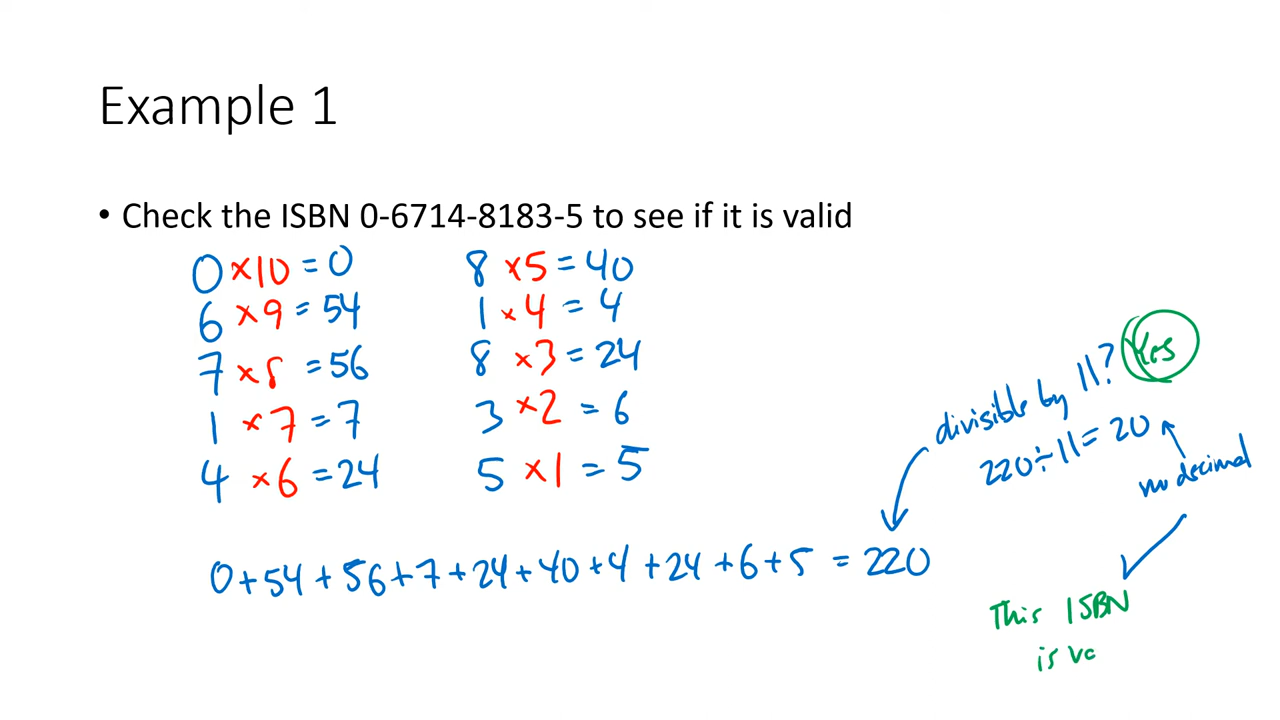 Example 1
• Check the ISBN 0-6714-8183-5 to see if it is valid
0 × 10 = 0
6 × 9 = 54
7 × 8 = 56
1 × 7 = 7
4 × 6 = 24
8 × 5 = 40
1 × 4 = 4
8 × 3 = 24
3 × 2 = 6
5 × 1 = 5
0 + 54 + 56 + 7 + 24 + 40 + 4 + 24 + 6 + 5 = 220
divisible by 11? Yes
220 ÷ 11 = 20
no decimal
This ISBN
is va